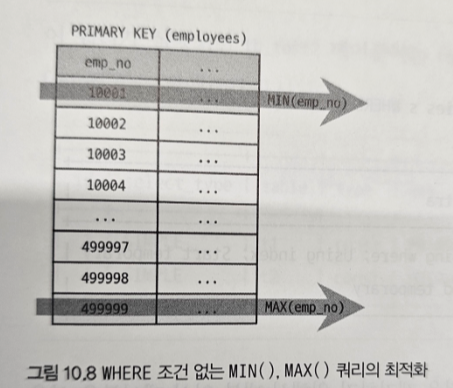 PRIMARY KEY (employees)
emp_no ...
10001 ... MIN(emp_no)
10002 ...
10003 ...
10004 ...
... ...
499997 ...
499998 ...
499999 ... MAX(emp_no)
그림 10.8 WHERE 조건 없는 MIN(), MAX() 쿼리의 최적화